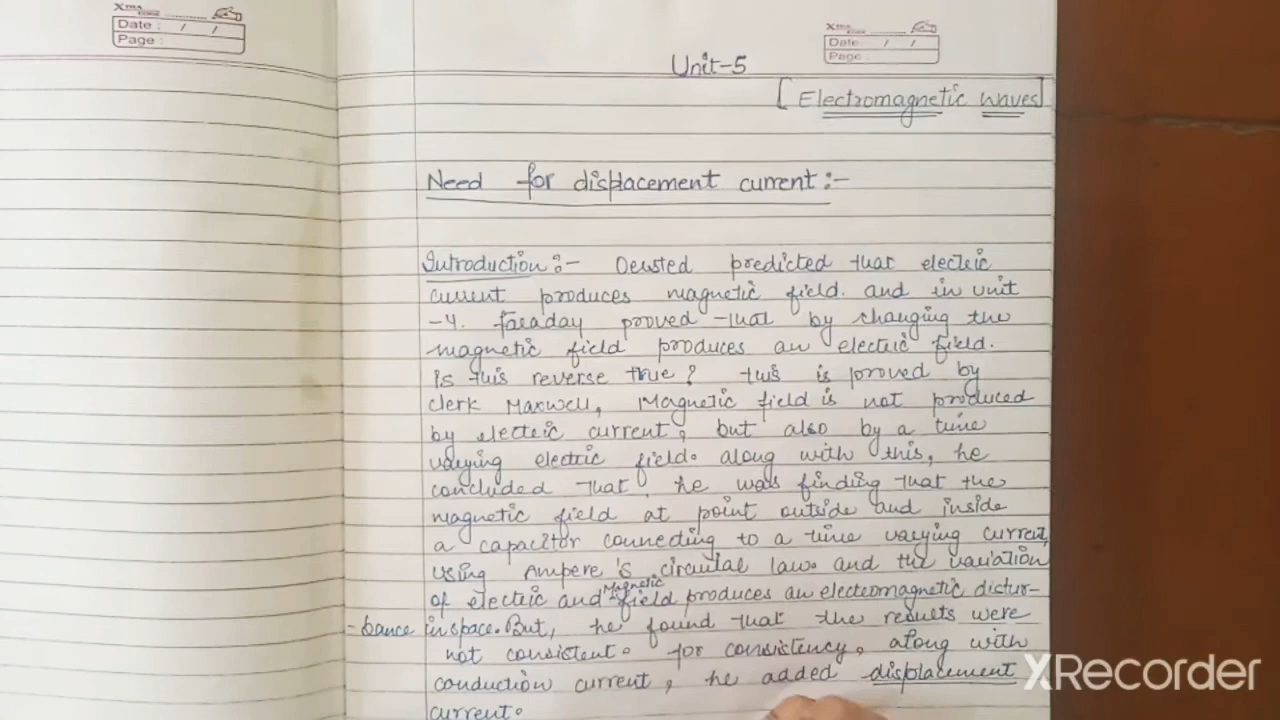 XTRA
Date : / /
Page :
XTRA
Date / /
Page :
Unit-5
[Electromagnetic Waves]
Need for displacement current:-
Introduction:- Oersted predicted that electric
current produces magnetic field. and in unit
-4. Faraday proved that by changing the
magnetic field produces an electric field.
Is this reverse true? this is proved by
Clerk Maxwell, Magnetic field is not produced
by electric current, but also by a time
varying electric field. along with this, he
concluded that, he was finding that the
magnetic field at point outside and inside
a capacitor connecting to a time varying current,
using Ampere's circuital law. and the variation
of electric and Magnetic field produces an electromagnetic distur-
-bance in space. But, he found that the results were
not consistent. for consistency, along with
conduction current, he added displacement
current.
XRecorder